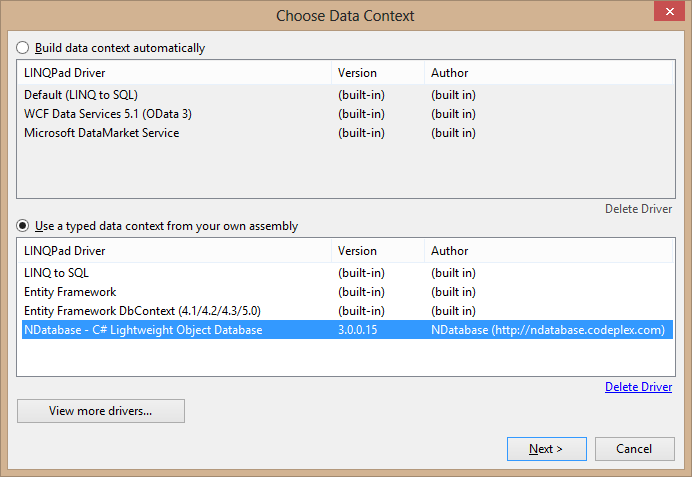 Choose Data Context
Build data context automatically
LINQPad Driver Version Author
Default (LINQ to SQL) (built-in) (built in)
WCF Data Services 5.1 (OData 3) (built-in) (built in)
Microsoft DataMarket Service (built-in) (built in)
Delete Driver
Use a typed data context from your own assembly
LINQPad Driver Version Author
LINQ to SQL (built-in) (built in)
Entity Framework (built-in) (built in)
Entity Framework DbContext (4.1/4.2/4.3/5.0) (built-in) (built in)
NDatabase - C# Lightweight Object Database 3.0.0.15 NDatabase (http://ndatabase.codeplex.com)
Delete Driver
View more drivers...
Next > Cancel